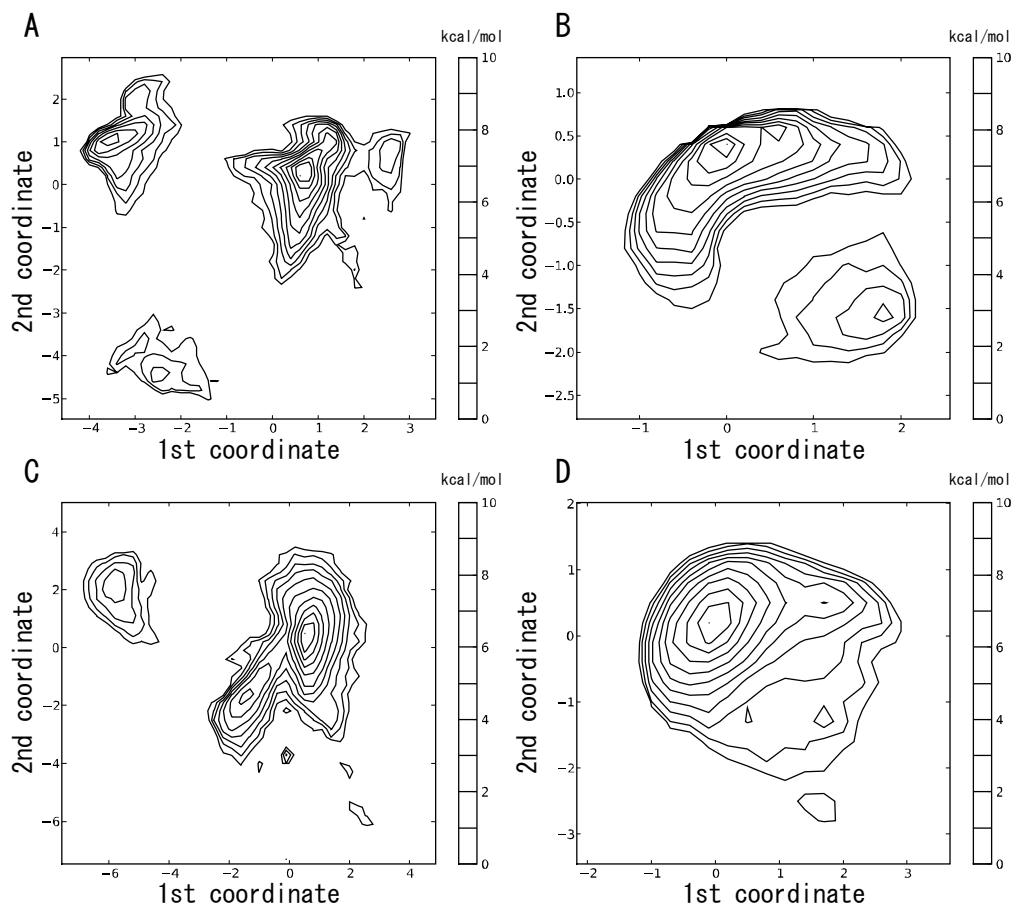 A
kcal/mol
10
8
6
4
2
0
2
1
0
−1
−2
−3
−4
−5
2nd coordinate
−4 −3 −2 −1 0 1 2 3
1st coordinate
B
kcal/mol
10
8
6
4
2
0
1.0
0.5
0.0
−0.5
−1.0
−1.5
−2.0
−2.5
2nd coordinate
−1 0 1 2
1st coordinate
C
kcal/mol
10
8
6
4
2
0
4
2
0
−2
−4
−6
2nd coordinate
−6 −4 −2 0 2 4
1st coordinate
D
kcal/mol
10
8
6
4
2
0
2
1
0
−1
−2
−3
2nd coordinate
−2 −1 0 1 2 3
1st coordinate